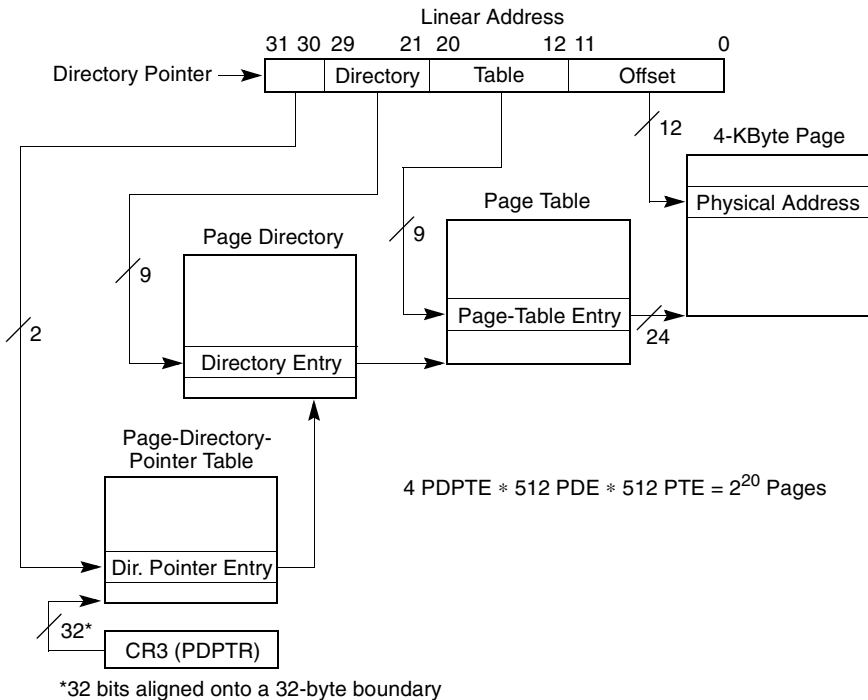 Linear Address
31 30 29 21 20 12 11 0
Directory Pointer
Directory
Table
Offset
12
4-KByte Page
Physical Address
Page Table
9
Page-Table Entry
24
Page Directory
9
Directory Entry
2
Page-Directory-
Pointer Table
4 PDPTE * 512 PDE * 512 PTE = 2²⁰ Pages
Dir. Pointer Entry
32*
CR3 (PDPTR)
*32 bits aligned onto a 32-byte boundary